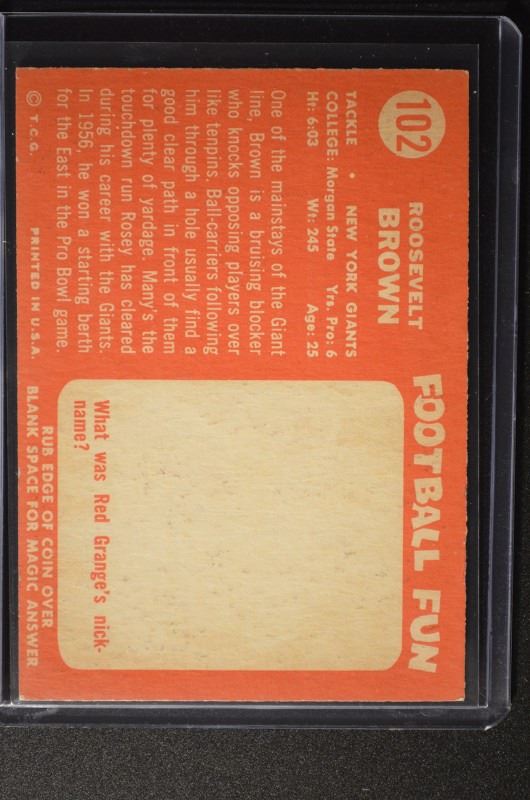 102
ROOSEVELT
BROWN
TACKLE • NEW YORK GIANTS
COLLEGE: Morgan State Yrs. Pro: 6
Ht: 6:03 Wt: 245 Age: 25
One of the mainstays of the Giant
line, Brown is a bruising blocker
who knocks opposing players over
like tenpins. Ball-carriers following
him through a hole usually find a
good clear path in front of them
for plenty of yardage. Many's the
touchdown run Rosey has cleared
during his career with the Giants.
In 1956, he won a starting berth
for the East in the Pro Bowl game.
© T.C.G. PRINTED IN U.S.A.
FOOTBALL FUN
What was Red Grange's nick-
name?
RUB EDGE OF COIN OVER
BLANK SPACE FOR MAGIC ANSWER